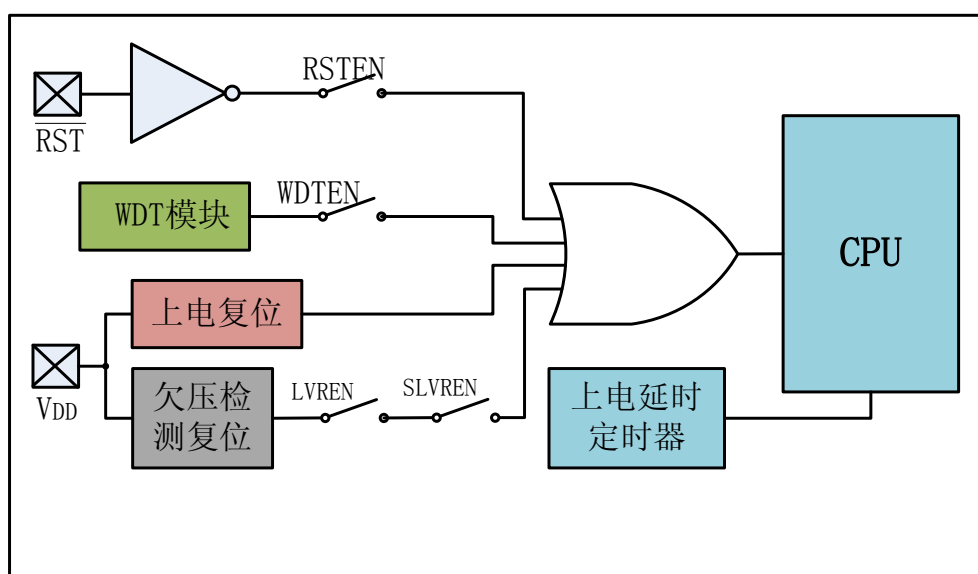 RSTEN
RST
WDT模块
WDTEN
CPU
上电复位
VDD
欠压检
测复位
LVREN
SLVREN
上电延时
定时器